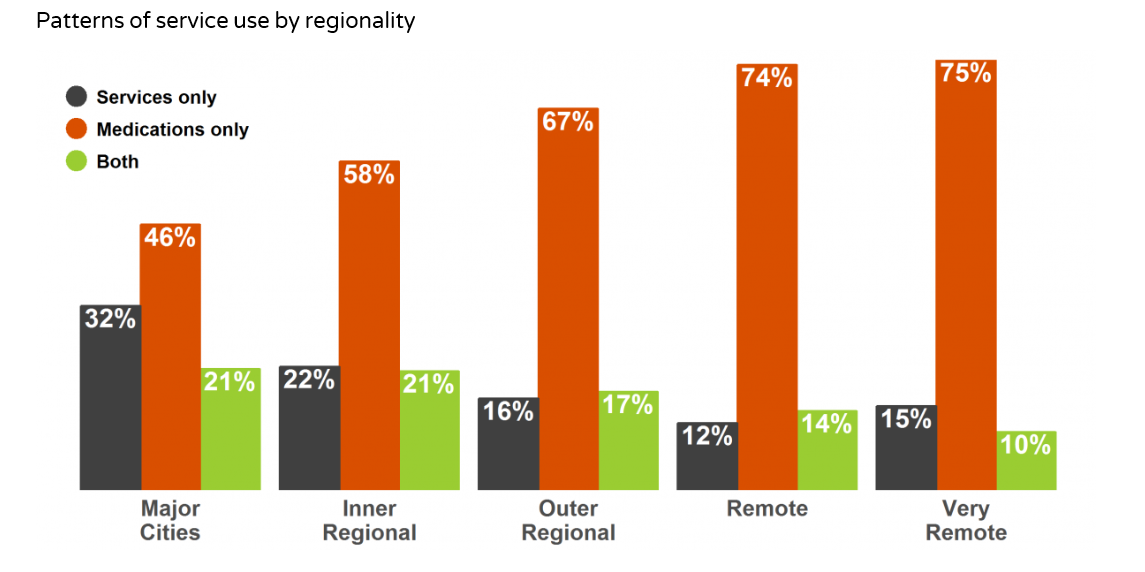 Patterns of service use by regionality
Services only
Medications only
Both
32%
46%
21%
22%
58%
21%
16%
67%
17%
12%
74%
14%
15%
75%
10%
Major
Cities
Inner
Regional
Outer
Regional
Remote
Very
Remote